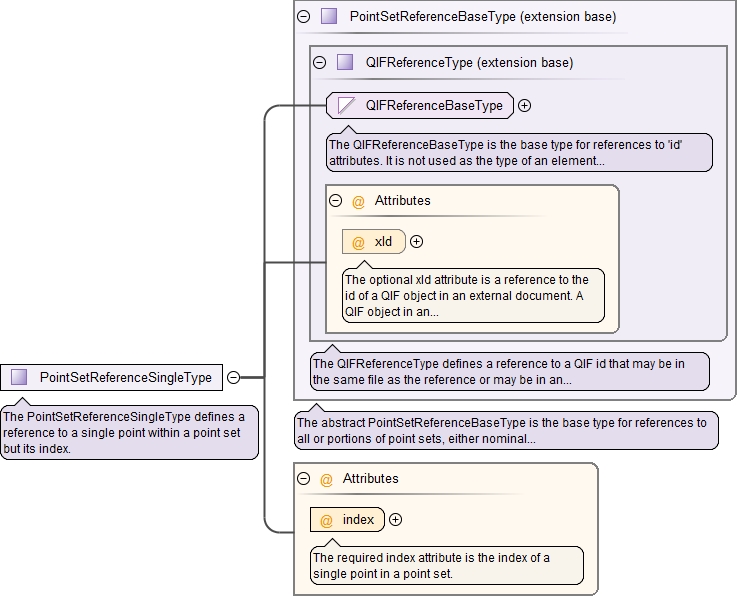 PointSetReferenceBaseType (extension base)
QIFReferenceType (extension base)
QIFReferenceBaseType
The QIFReferenceBaseType is the base type for references to 'id'
attributes. It is not used as the type of an element...
@ Attributes
@ xId
The optional xId attribute is a reference to the
id of a QIF object in an external document. A
QIF object in an...
The QIFReferenceType defines a reference to a QIF id that may be in
the same file as the reference or may be in an...
PointSetReferenceSingleType
The PointSetReferenceSingleType defines a
reference to a single point within a point set
but its index.
The abstract PointSetReferenceBaseType is the base type for references to
all or portions of point sets, either nominal...
@ Attributes
@ index
The required index attribute is the index of a
single point in a point set.